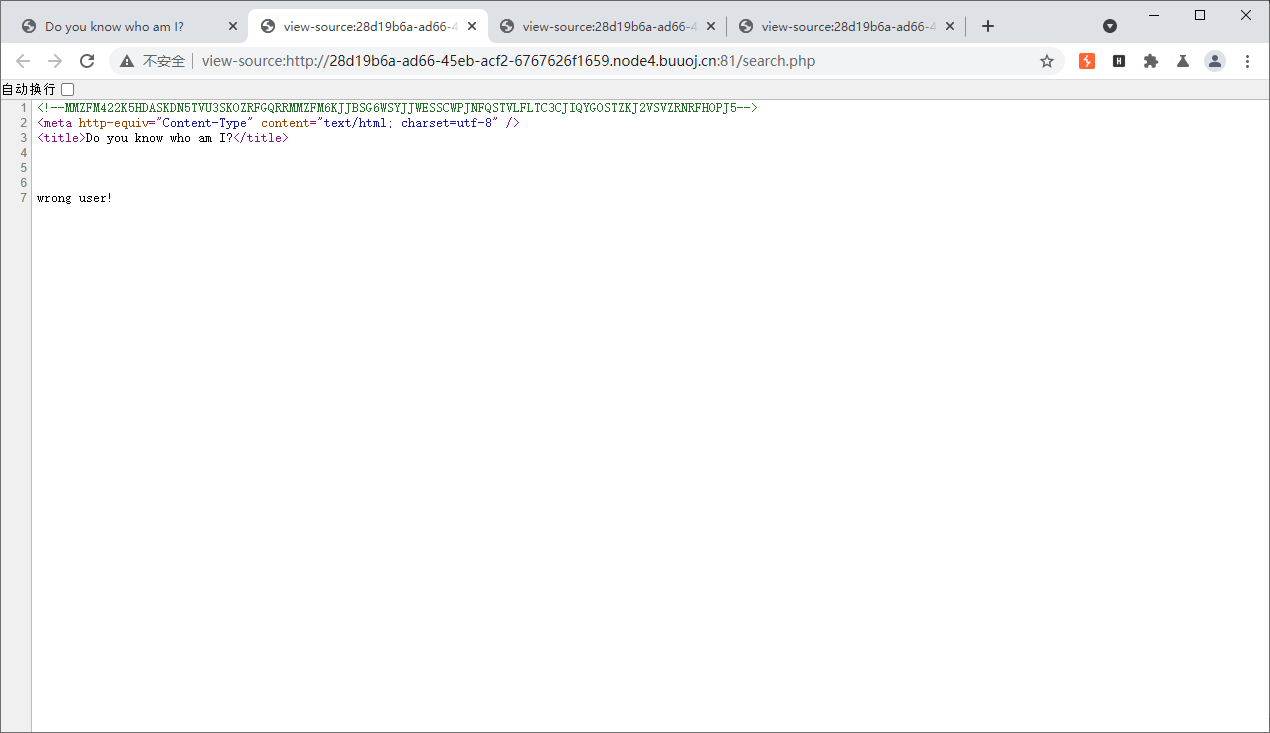 Do you know who am I?
view-source:28d19b6a-ad66-4
view-source:28d19b6a-ad66-4
view-source:28d19b6a-ad66-4
不安全 view-source:http://28d19b6a-ad66-45eb-acf2-6767626f1659.node4.buuoj.cn:81/search.php
自动换行
1 <!--MMZFM422K5HDASKDN5TVU3SKOZRFGQRRMMZFM6KJJBSG6WSYJJWESSCWPJNFQSTVLFLTC3CJIQYGOSTZKJ2VSVZRNRFHOPJ5-->
2 <meta http-equiv="Content-Type" content="text/html; charset=utf-8" />
3 <title>Do you know who am I?</title>
4
5
6
7 wrong user!